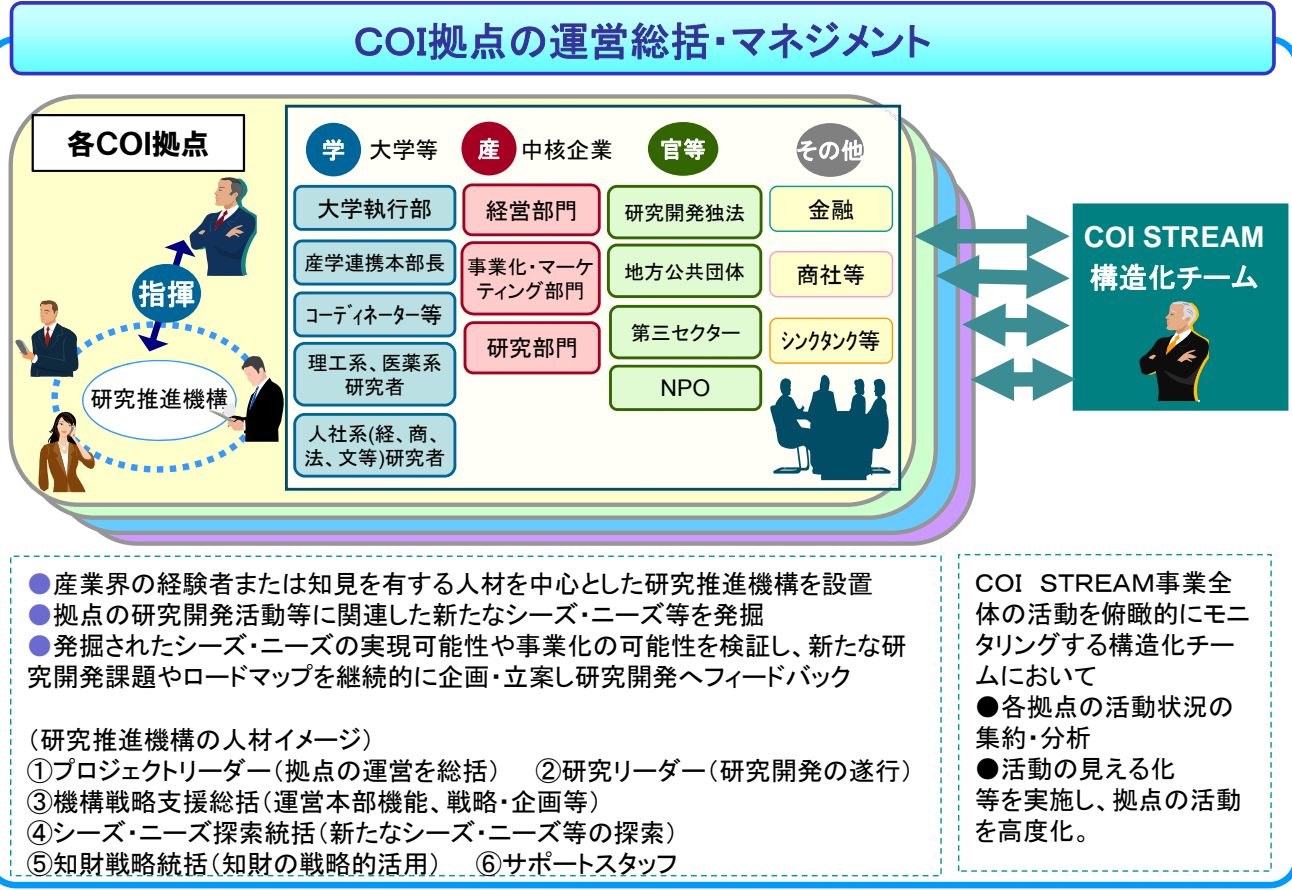 COI拠点の運営総括・マネジメント
各COI拠点
指揮
研究推進機構
学 大学等
大学執行部
産学連携本部長
コーディネーター等
理工系、医薬系
研究者
人社系(経、商、
法、文等)研究者
産 中核企業
経営部門
事業化・マーケ
ティング部門
研究部門
官等
研究開発独法
地方公共団体
第三セクター
NPO
その他
金融
商社等
シンクタンク等
COI STREAM
構造化チーム
●産業界の経験者または知見を有する人材を中心とした研究推進機構を設置
●拠点の研究開発活動等に関連した新たなシーズ・ニーズ等を発掘
●発掘されたシーズ・ニーズの実現可能性や事業化の可能性を検証し、新たな研
究開発課題やロードマップを継続的に企画・立案し研究開発へフィードバック
（研究推進機構の人材イメージ）
①プロジェクトリーダー（拠点の運営を総括） ②研究リーダー（研究開発の遂行）
③機構戦略支援総括（運営本部機能、戦略・企画等）
④シーズ・ニーズ探索統括（新たなシーズ・ニーズ等の探索）
⑤知財戦略統括（知財の戦略的活用） ⑥サポートスタッフ
COI STREAM事業全
体の活動を俯瞰的にモニ
タリングする構造化チー
ムにおいて
●各拠点の活動状況の
集約・分析
●活動の見える化
等を実施し、拠点の活動
を高度化。